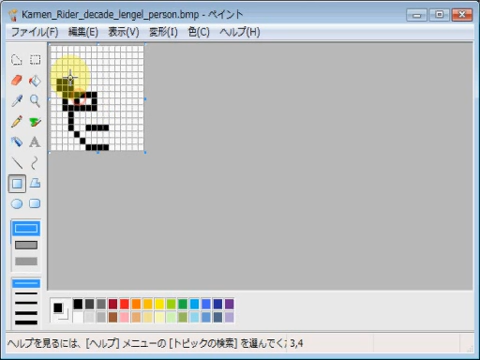 Kamen_Rider_decade_lengel_person.bmp - ペイント
ファイル(F) 編集(E) 表示(V) 変形(I) 色(C) ヘルプ(H)
A
ヘルプを見るには、[ヘルプ] メニューの [トピックの検索] を選んでく 3,4